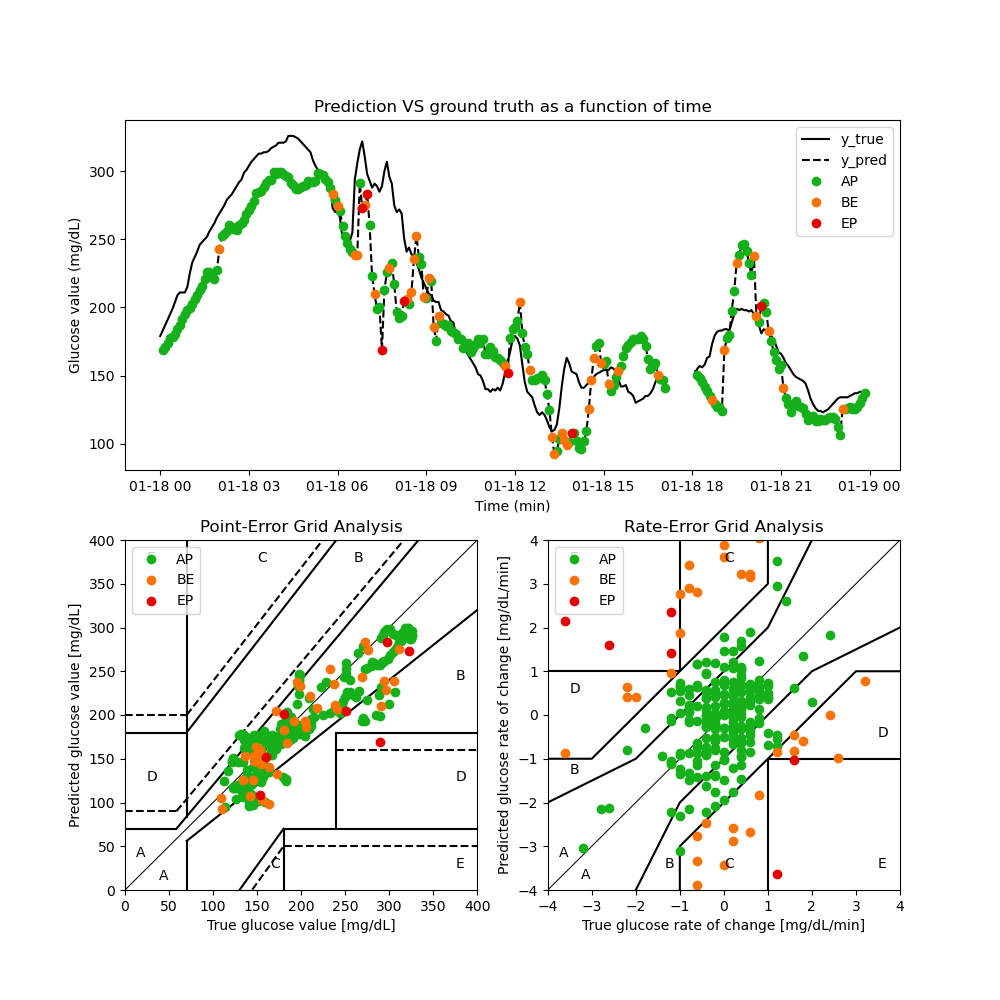 Prediction VS ground truth as a function of time
Glucose value (mg/dL)
300
250
200
150
100
y_true
y_pred
AP
BE
EP
01-18 00 01-18 03 01-18 06 01-18 09 01-18 12 01-18 15 01-18 18 01-18 21 01-19 00
Time (min)
Point-Error Grid Analysis
Predicted glucose value [mg/dL]
400
350
300
250
200
150
100
50
0
AP
BE
EP
C
B
B
D
D
A
A
C
E
0 50 100 150 200 250 300 350 400
True glucose value [mg/dL]
Rate-Error Grid Analysis
Predicted glucose rate of change [mg/dL/min]
4
3
2
1
0
−1
−2
−3
−4
AP
BE
EP
C
D
D
B
A
A
B
C
E
−4 −3 −2 −1 0 1 2 3 4
True glucose rate of change [mg/dL/min]